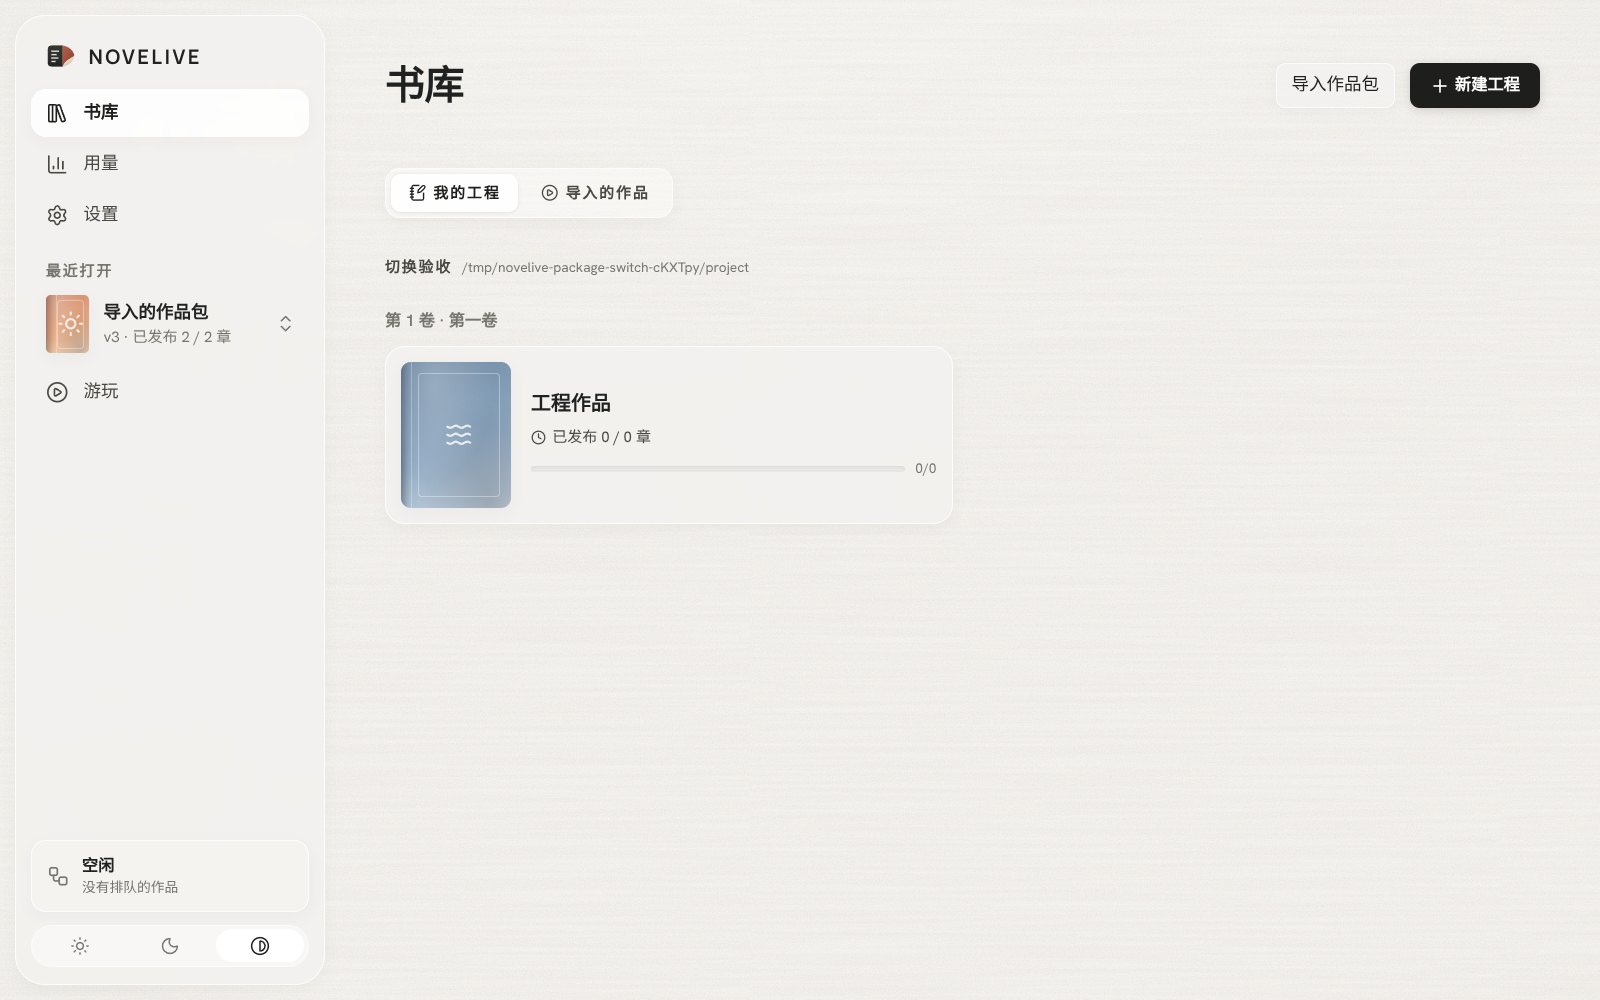 NOVELIVE
书库
用量
设置
最近打开
导入的作品包
v3 · 已发布 2 / 2 章
游玩
空闲
没有排队的作品
书库
导入作品包
新建工程
我的工程
导入的作品
切换验收 /tmp/novelive-package-switch-cKXTpy/project
第 1 卷 · 第一卷
工程作品
已发布 0 / 0 章
0/0